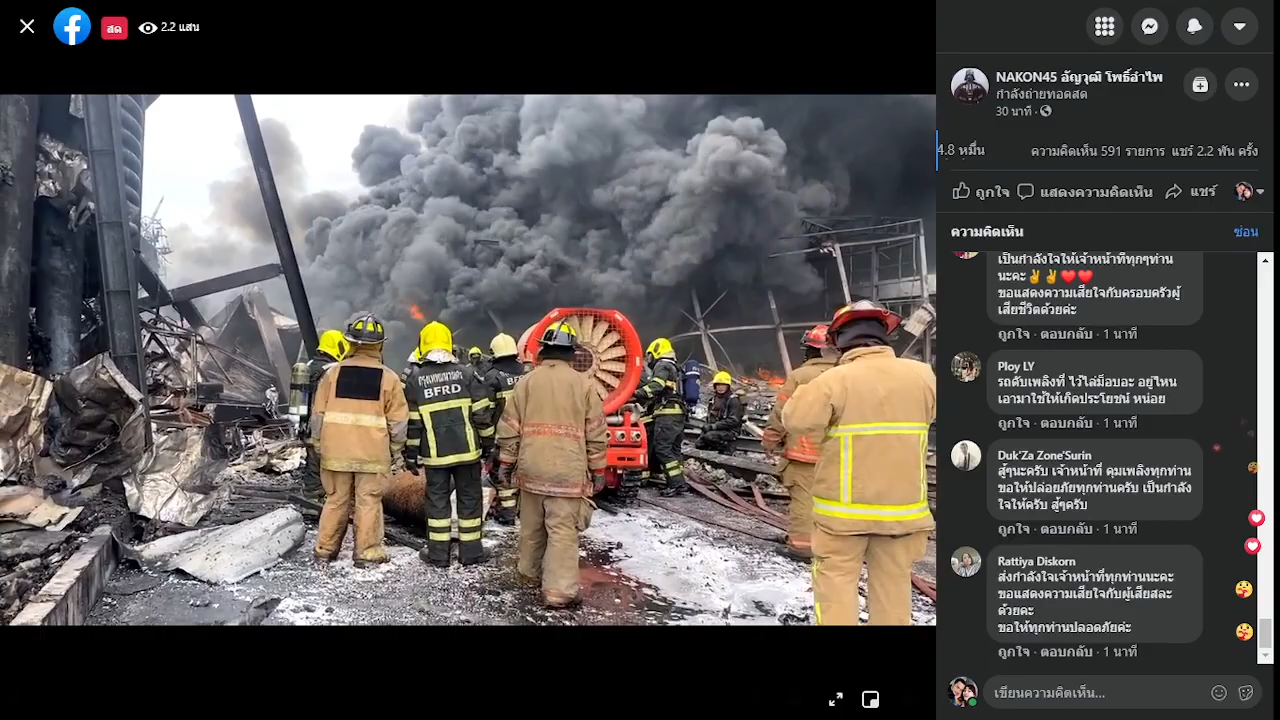 สด
2.2 แสน
กรุงเทพมหานคร
BFRD
BF
NAKON45 อัญวุฒิ โพธิ์อำไพ
กำลังถ่ายทอดสด
30 นาที ·
4.8 หมื่น
ความคิดเห็น 591 รายการ แชร์ 2.2 พัน ครั้ง
ถูกใจ
แสดงความคิดเห็น
แชร์
ความคิดเห็น
ซ่อน
เป็นกำลังใจให้เจ้าหน้าที่ทุกๆท่าน
นะคะ✌️✌️❤️❤️
ขอแสดงความเสียใจกับครอบครัวผู้
เสียชีวิตด้วยค่ะ
ถูกใจ · ตอบกลับ · 1 นาที
Ploy LY
รถดับเพลิงที่ ไว้ไล่ม็อบอะ อยู่ไหน
เอามาใช้ให้เกิดประโยชน์ หน่อย
ถูกใจ · ตอบกลับ · 1 นาที
Duk'Za Zone'Surin
สู้ๆนะครับ เจ้าหน้าที่ คุมเพลิงทุกท่าน
ขอให้ปลอยภัยทุกท่านครับ เป็นกำลัง
ใจให้ครับ สู้ๆครับ
ถูกใจ · ตอบกลับ · 1 นาที
Rattiya Diskorn
ส่งกำลังใจเจ้าหน้าที่ทุกท่านนะคะ
ขอแสดงความเสียใจกับผู้เสียสละ
ด้วยคะ
ขอให้ทุกท่านปลอดภัยค่ะ
ถูกใจ · ตอบกลับ · 1 นาที
เขียนความคิดเห็น...